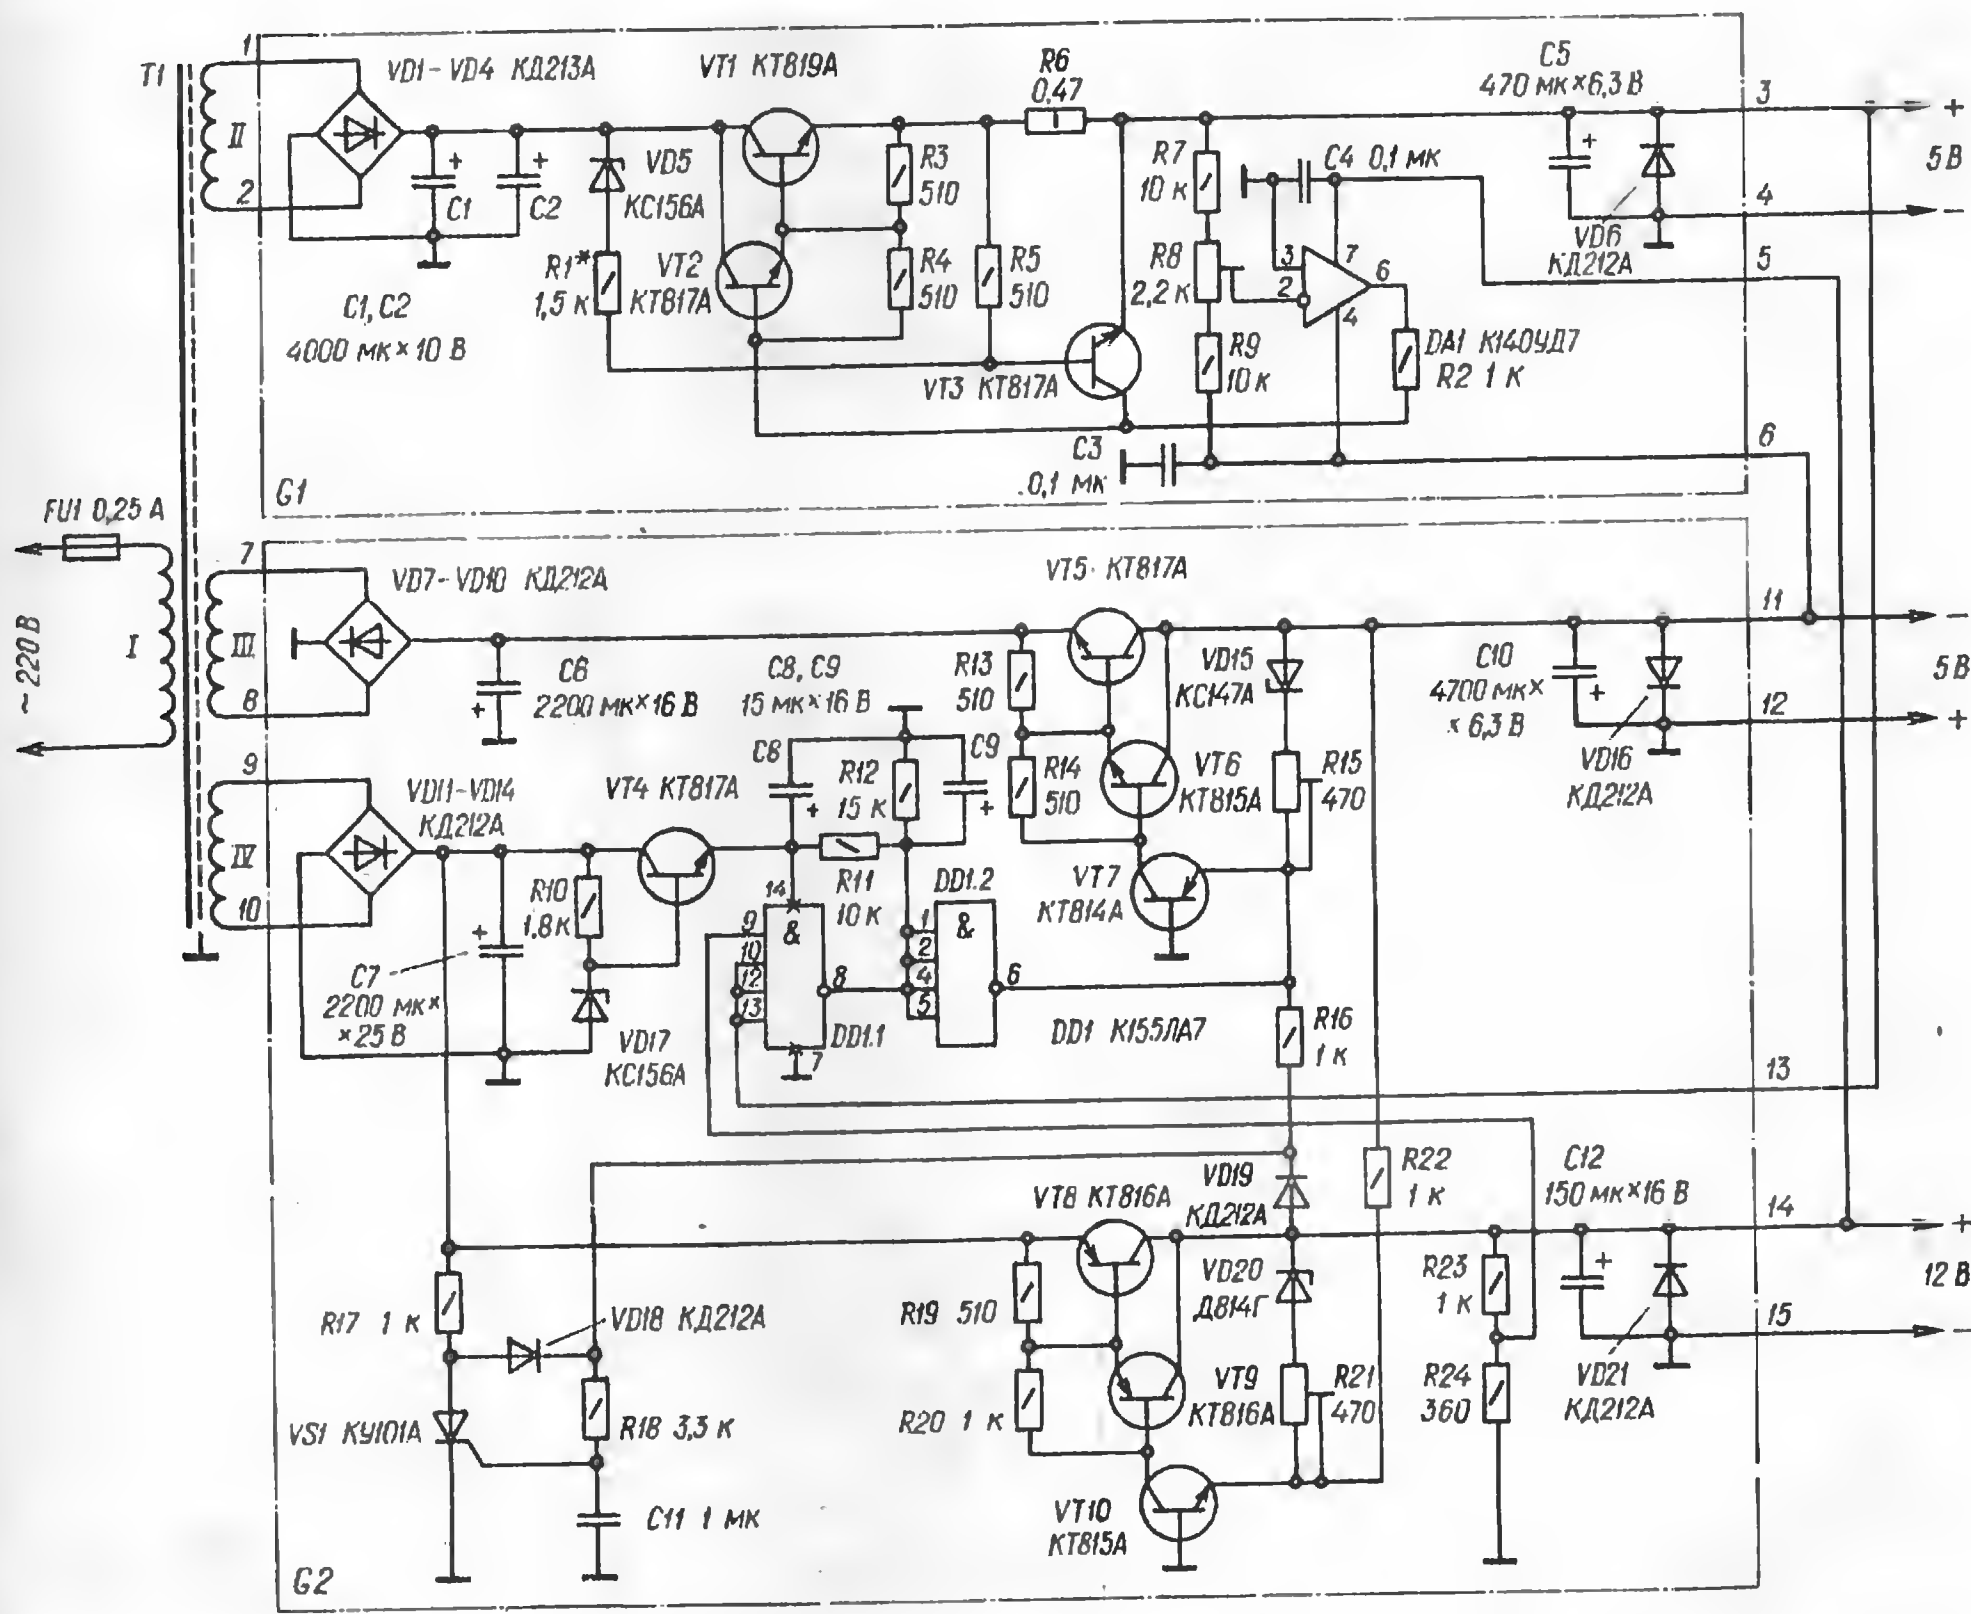 T1
1
II
2
VD1-VD4 КД213А
VT1 КТ819А
R6
0,47
C5
470 мк×6,3 В
3
+
5 В
4
-
VD5
КС156А
R3
510
R7
10 к
C4 0,1 мк
+
C1
+
C2
R1*
1,5 к
VT2
КТ817А
R4
510
R5
510
R8
2,2 к
3
2
7
6
4
+
VD6
КД212А
5
C1, C2
4000 мк×10 В
R9
10 к
DA1 К140УД7
R2 1 к
VT3 КТ817А
C3
0,1 мк
6
G1
FU1 0,25 А
7
III
8
~220 В
I
VD7-VD10 КД212А
VT5 КТ817А
11
-
C6
2200 мк×16 В
+
C8, C9
15 мк×16 В
R13
510
VD15
КС147А
C10
4700 мк×
×6,3 В
+
5 В
12
+
VD16
КД212А
9
IV
10
VD11-VD14
КД212А
VT4 КТ817А
C8
+
R12
15 к
C9
+
R14
510
VT6
КТ815А
R15
470
R10
1,8 к
14
R11
10 к
DD1.2
VT7
КТ814А
+
C7
2200 мк×
×25 В
9
10
12
13
&
8
1
2
4
5
&
6
VD17
КС156А
DD1.1
7
DD1 К155ЛА7
R16
1 к
13
VD19
КД212А
R22
1 к
C12
150 мк×16 В
14
+
VT8 КТ816А
R17 1 к
VD18 КД212А
R19 510
VD20
Д814Г
R23
1 к
+
12 В
15
-
VS1 КУ101А
R18 3,3 к
R20 1 к
VT9
КТ816А
R21
470
R24
360
VD21
КД212А
C11 1 мк
VT10
КТ815А
G2